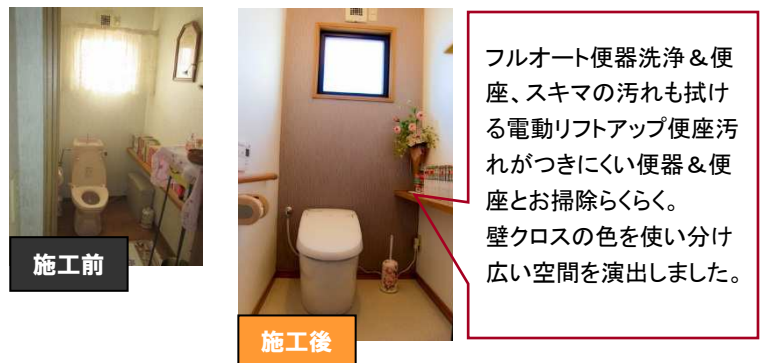 施工前
施工後
フルオート便器洗浄＆便
座、スキマの汚れも拭け
る電動リフトアップ便座汚
れがつきにくい便器＆便
座とお掃除らくらく。
壁クロスの色を使い分け
広い空間を演出しました。